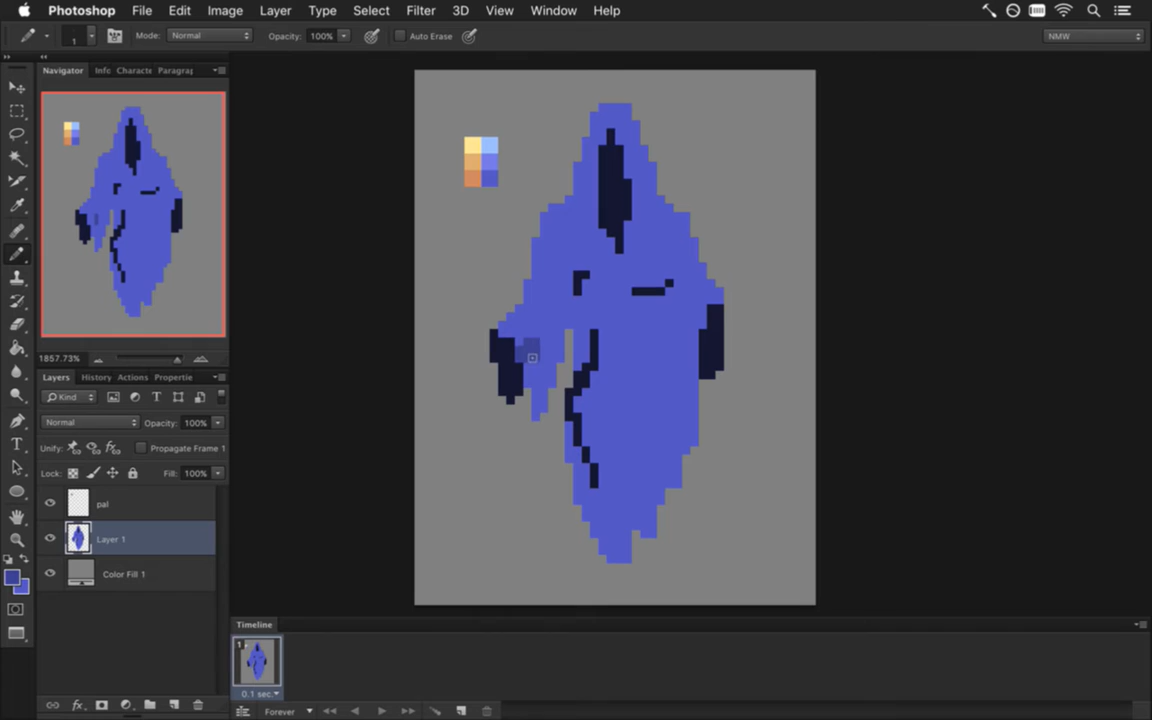 Photoshop File Edit Image Layer Type Select Filter 3D View Window Help
1 Mode: Normal Opacity: 100% Auto Erase NMW
Navigator Info Characte Paragrap
1857.73%
Layers History Actions Propertie
Kind
Normal Opacity: 100%
Unify: Propagate Frame 1
Lock: Fill: 100%
pal
Layer 1
Color Fill 1
Timeline
1
0.1 sec.
Forever